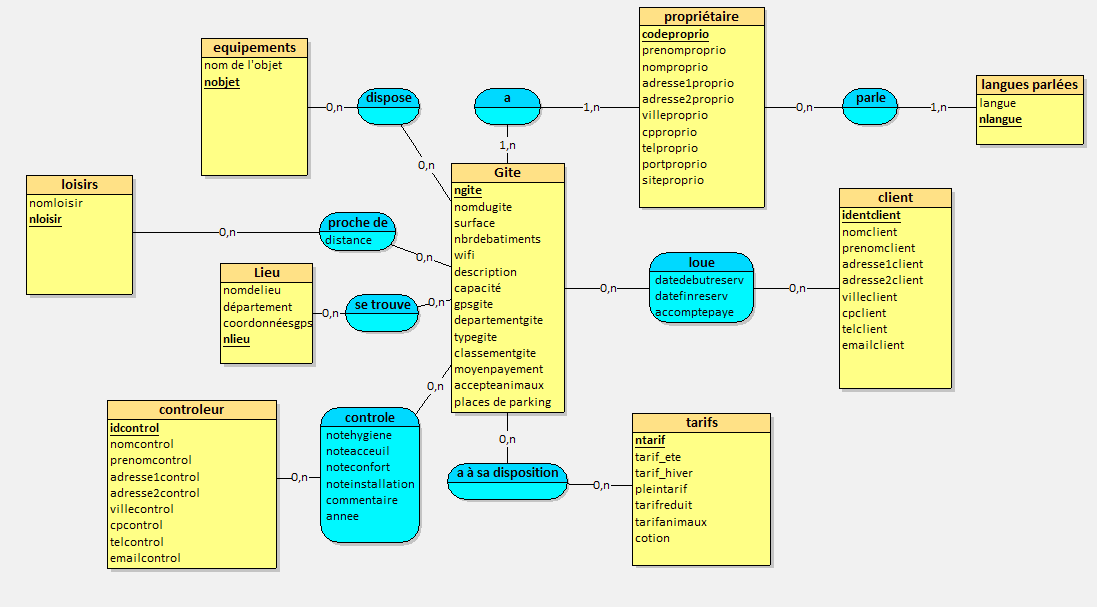 equipements
nom de l'objet
nobjet
dispose
0,n
0,n
a
1,n
1,n
propriétaire
codeproprio
prenomproprio
nomproprio
adresse1proprio
adresse2proprio
villeproprio
cpproprio
telproprio
portproprio
siteproprio
0,n
parle
1,n
langues parlées
langue
nlangue
loisirs
nomloisir
nloisir
0,n
proche de
distance
0,n
Gite
ngite
nomdugite
surface
nbrdebatiments
wifi
description
capacité
gpsgite
departementgite
typegite
classementgite
moyenpayement
accepteanimaux
places de parking
Lieu
nomdelieu
département
coordonnéesgps
nlieu
0,n
se trouve
0,n
0,n
loue
datedebutreserv
datefinreserv
accomptepaye
0,n
client
identclient
nomclient
prenomclient
adresse1client
adresse2client
villeclient
cpclient
telclient
emailclient
controleur
idcontrol
nomcontrol
prenomcontrol
adresse1control
adresse2control
villecontrol
cpcontrol
telcontrol
emailcontrol
0,n
controle
notehygiene
noteacceuil
noteconfort
noteinstallation
commentaire
annee
0,n
0,n
a à sa disposition
0,n
tarifs
ntarif
tarif_ete
tarif_hiver
pleintarif
tarifreduit
tarifanimaux
cotion